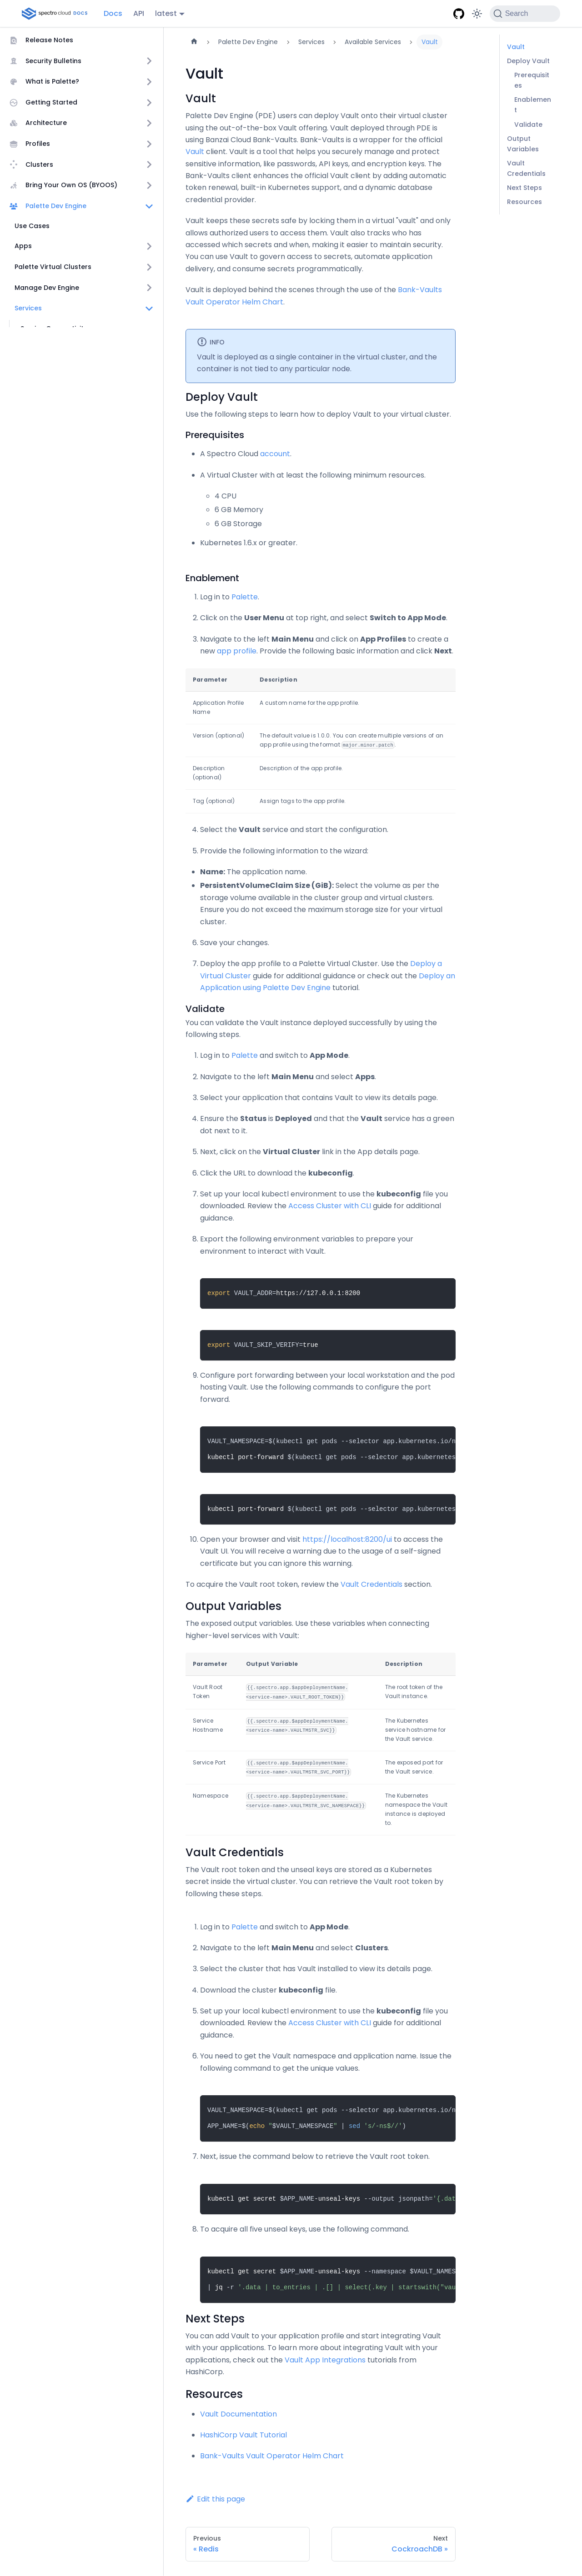 spectro cloud DOCS
Docs
API
latest
Search
Release Notes
Security Bulletins
What is Palette?
Getting Started
Architecture
Profiles
Clusters
Bring Your Own OS (BYOOS)
Palette Dev Engine
Use Cases
Apps
Palette Virtual Clusters
Manage Dev Engine
Services
Palette Dev Engine
Services
Available Services
Vault
Vault
Vault
Palette Dev Engine (PDE) users can deploy Vault onto their virtual cluster
through the out-of-the-box Vault offering. Vault deployed through PDE is
using Banzai Cloud Bank-Vaults. Bank-Vaults is a wrapper for the official
Vault client. Vault is a tool that helps you securely manage and protect
sensitive information, like passwords, API keys, and encryption keys. The
Bank-Vaults client enhances the official Vault client by adding automatic
token renewal, built-in Kubernetes support, and a dynamic database
credential provider.
Vault keeps these secrets safe by locking them in a virtual "vault" and only
allows authorized users to access them. Vault also tracks who has
accessed which secrets and when, making it easier to maintain security.
You can use Vault to govern access to secrets, automate application
delivery, and consume secrets programmatically.
Vault is deployed behind the scenes through the use of the Bank-Vaults
Vault Operator Helm Chart.
INFO
Vault is deployed as a single container in the virtual cluster, and the
container is not tied to any particular node.
Deploy Vault
Use the following steps to learn how to deploy Vault to your virtual cluster.
Prerequisites
A Spectro Cloud account.
A Virtual Cluster with at least the following minimum resources.
4 CPU
6 GB Memory
6 GB Storage
Kubernetes 1.6.x or greater.
Enablement
1. Log in to Palette.
2. Click on the User Menu at top right, and select Switch to App Mode.
3. Navigate to the left Main Menu and click on App Profiles to create a
new app profile. Provide the following basic information and click Next.
Parameter Description
Application Profile
Name
A custom name for the app profile.
Version (optional)
The default value is 1.0.0. You can create multiple versions of an
app profile using the format major.minor.patch.
Description
(optional)
Description of the app profile.
Tag (optional)
Assign tags to the app profile.
4. Select the Vault service and start the configuration.
5. Provide the following information to the wizard:
Name: The application name.
PersistentVolumeClaim Size (GiB): Select the volume as per the
storage volume available in the cluster group and virtual clusters.
Ensure you do not exceed the maximum storage size for your virtual
cluster.
6. Save your changes.
7. Deploy the app profile to a Palette Virtual Cluster. Use the Deploy a
Virtual Cluster guide for additional guidance or check out the Deploy an
Application using Palette Dev Engine tutorial.
Validate
You can validate the Vault instance deployed successfully by using the
following steps.
1. Log in to Palette and switch to App Mode.
2. Navigate to the left Main Menu and select Apps.
3. Select your application that contains Vault to view its details page.
4. Ensure the Status is Deployed and that the Vault service has a green
dot next to it.
5. Next, click on the Virtual Cluster link in the App details page.
6. Click the URL to download the kubeconfig.
7. Set up your local kubectl environment to use the kubeconfig file you
downloaded. Review the Access Cluster with CLI guide for additional
guidance.
8. Export the following environment variables to prepare your
environment to interact with Vault.
export VAULT_ADDR=https://127.0.0.1:8200
export VAULT_SKIP_VERIFY=true
9. Configure port forwarding between your local workstation and the pod
hosting Vault. Use the following commands to configure the port
forward.
VAULT_NAMESPACE=$(kubectl get pods --selector app.kubernetes.io/n
kubectl port-forward $(kubectl get pods --selector app.kubernetes
kubectl port-forward $(kubectl get pods --selector app.kubernetes
10. Open your browser and visit https://localhost:8200/ui to access the
Vault UI. You will receive a warning due to the usage of a self-signed
certificate but you can ignore this warning.
To acquire the Vault root token, review the Vault Credentials section.
Output Variables
The exposed output variables. Use these variables when connecting
higher-level services with Vault:
Parameter Output Variable Description
Vault Root
Token
{{.spectro.app.$appDeploymentName.
<service-name>.VAULT_ROOT_TOKEN}}
The root token of the
Vault instance.
Service
Hostname
{{.spectro.app.$appDeploymentName.
<service-name>.VAULTMSTR_SVC}}
The Kubernetes
service hostname for
the Vault service.
Service Port
{{.spectro.app.$appDeploymentName.
<service-name>.VAULTMSTR_SVC_PORT}}
The exposed port for
the Vault service.
Namespace
{{.spectro.app.$appDeploymentName.
<service-name>.VAULTMSTR_SVC_NAMESPACE}}
The Kubernetes
namespace the Vault
instance is deployed
to.
Vault Credentials
The Vault root token and the unseal keys are stored as a Kubernetes
secret inside the virtual cluster. You can retrieve the Vault root token by
following these steps.
1. Log in to Palette and switch to App Mode.
2. Navigate to the left Main Menu and select Clusters.
3. Select the cluster that has Vault installed to view its details page.
4. Download the cluster kubeconfig file.
5. Set up your local kubectl environment to use the kubeconfig file you
downloaded. Review the Access Cluster with CLI guide for additional
guidance.
6. You need to get the Vault namespace and application name. Issue the
following command to get the unique values.
VAULT_NAMESPACE=$(kubectl get pods --selector app.kubernetes.io/n
APP_NAME=$(echo "$VAULT_NAMESPACE" | sed 's/-ns$//')
7. Next, issue the command below to retrieve the Vault root token.
kubectl get secret $APP_NAME-unseal-keys --output jsonpath='{.dat
8. To acquire all five unseal keys, use the following command.
kubectl get secret $APP_NAME-unseal-keys --namespace $VAULT_NAMES
| jq -r '.data | to_entries | .[] | select(.key | startswith("vau
Next Steps
You can add Vault to your application profile and start integrating Vault
with your applications. To learn more about integrating Vault with your
applications, check out the Vault App Integrations tutorials from
HashiCorp.
Resources
Vault Documentation
HashiCorp Vault Tutorial
Bank-Vaults Vault Operator Helm Chart
Edit this page
Previous
« Redis
Next
CockroachDB »
Vault
Deploy Vault
Prerequisit
es
Enablemen
t
Validate
Output
Variables
Vault
Credentials
Next Steps
Resources